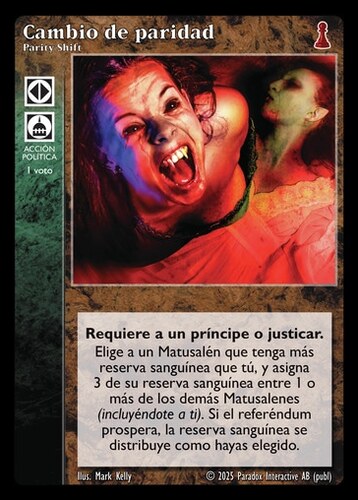 Cambio de paridad
Parity Shift
ACCIÓN
POLÍTICA
1 voto
Requiere a un príncipe o justicar.
Elige a un Matusalén que tenga más
reserva sanguínea que tú, y asigna
3 de su reserva sanguínea entre 1 o
más de los demás Matusalenes
(incluyéndote a ti). Si el referéndum
prospera, la reserva sanguínea se
distribuye como hayas elegido.
Ilus. Mark Kelly
© 2025 Paradox Interactive AB (publ)